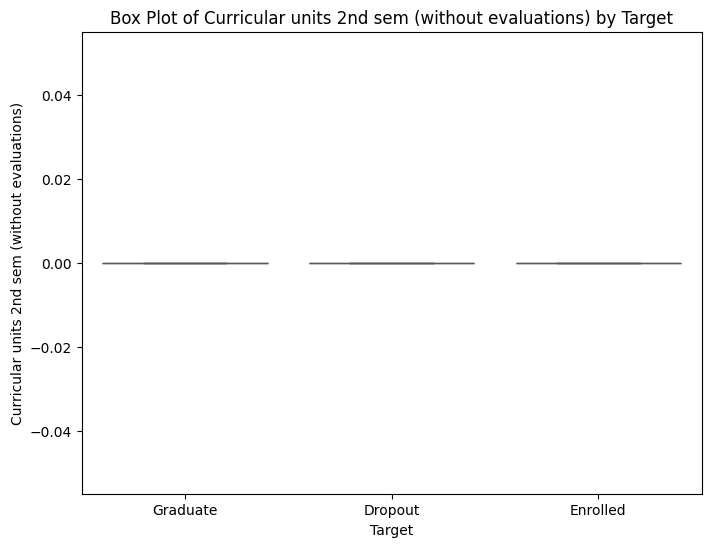 Box Plot of Curricular units 2nd sem (without evaluations) by Target
Curricular units 2nd sem (without evaluations)
0.04
0.02
0.00
−0.02
−0.04
Graduate
Dropout
Enrolled
Target